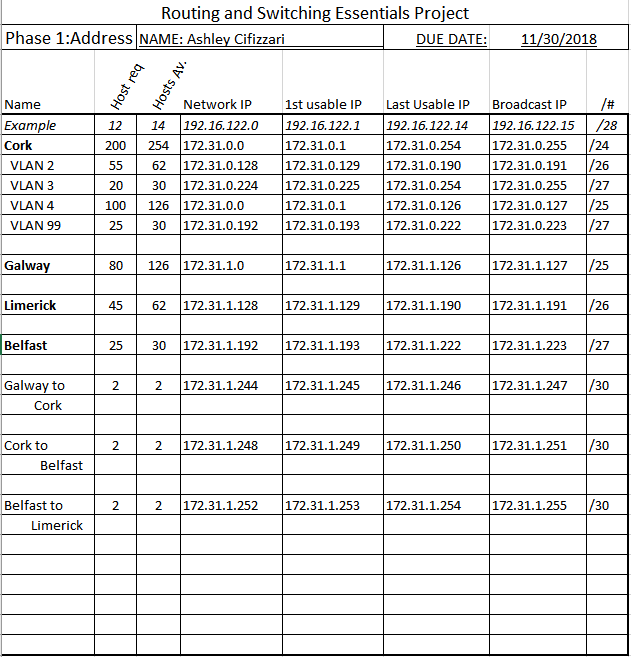 Routing and Switching Essentials Project
Phase 1:Address NAME: Ashley Cifizzari DUE DATE: 11/30/2018
Name Host req Hosts Av. Network IP 1st usable IP Last Usable IP Broadcast IP /#
Example 12 14 192.16.122.0 192.16.122.1 192.16.122.14 192.16.122.15 /28
Cork 200 254 172.31.0.0 172.31.0.1 172.31.0.254 172.31.0.255 /24
VLAN 2 55 62 172.31.0.128 172.31.0.129 172.31.0.190 172.31.0.191 /26
VLAN 3 20 30 172.31.0.224 172.31.0.225 172.31.0.254 172.31.0.255 /27
VLAN 4 100 126 172.31.0.0 172.31.0.1 172.31.0.126 172.31.0.127 /25
VLAN 99 25 30 172.31.0.192 172.31.0.193 172.31.0.222 172.31.0.223 /27
Galway 80 126 172.31.1.0 172.31.1.1 172.31.1.126 172.31.1.127 /25
Limerick 45 62 172.31.1.128 172.31.1.129 172.31.1.190 172.31.1.191 /26
Belfast 25 30 172.31.1.192 172.31.1.193 172.31.1.222 172.31.1.223 /27
Galway to 2 2 172.31.1.244 172.31.1.245 172.31.1.246 172.31.1.247 /30
Cork
Cork to 2 2 172.31.1.248 172.31.1.249 172.31.1.250 172.31.1.251 /30
Belfast
Belfast to 2 2 172.31.1.252 172.31.1.253 172.31.1.254 172.31.1.255 /30
Limerick